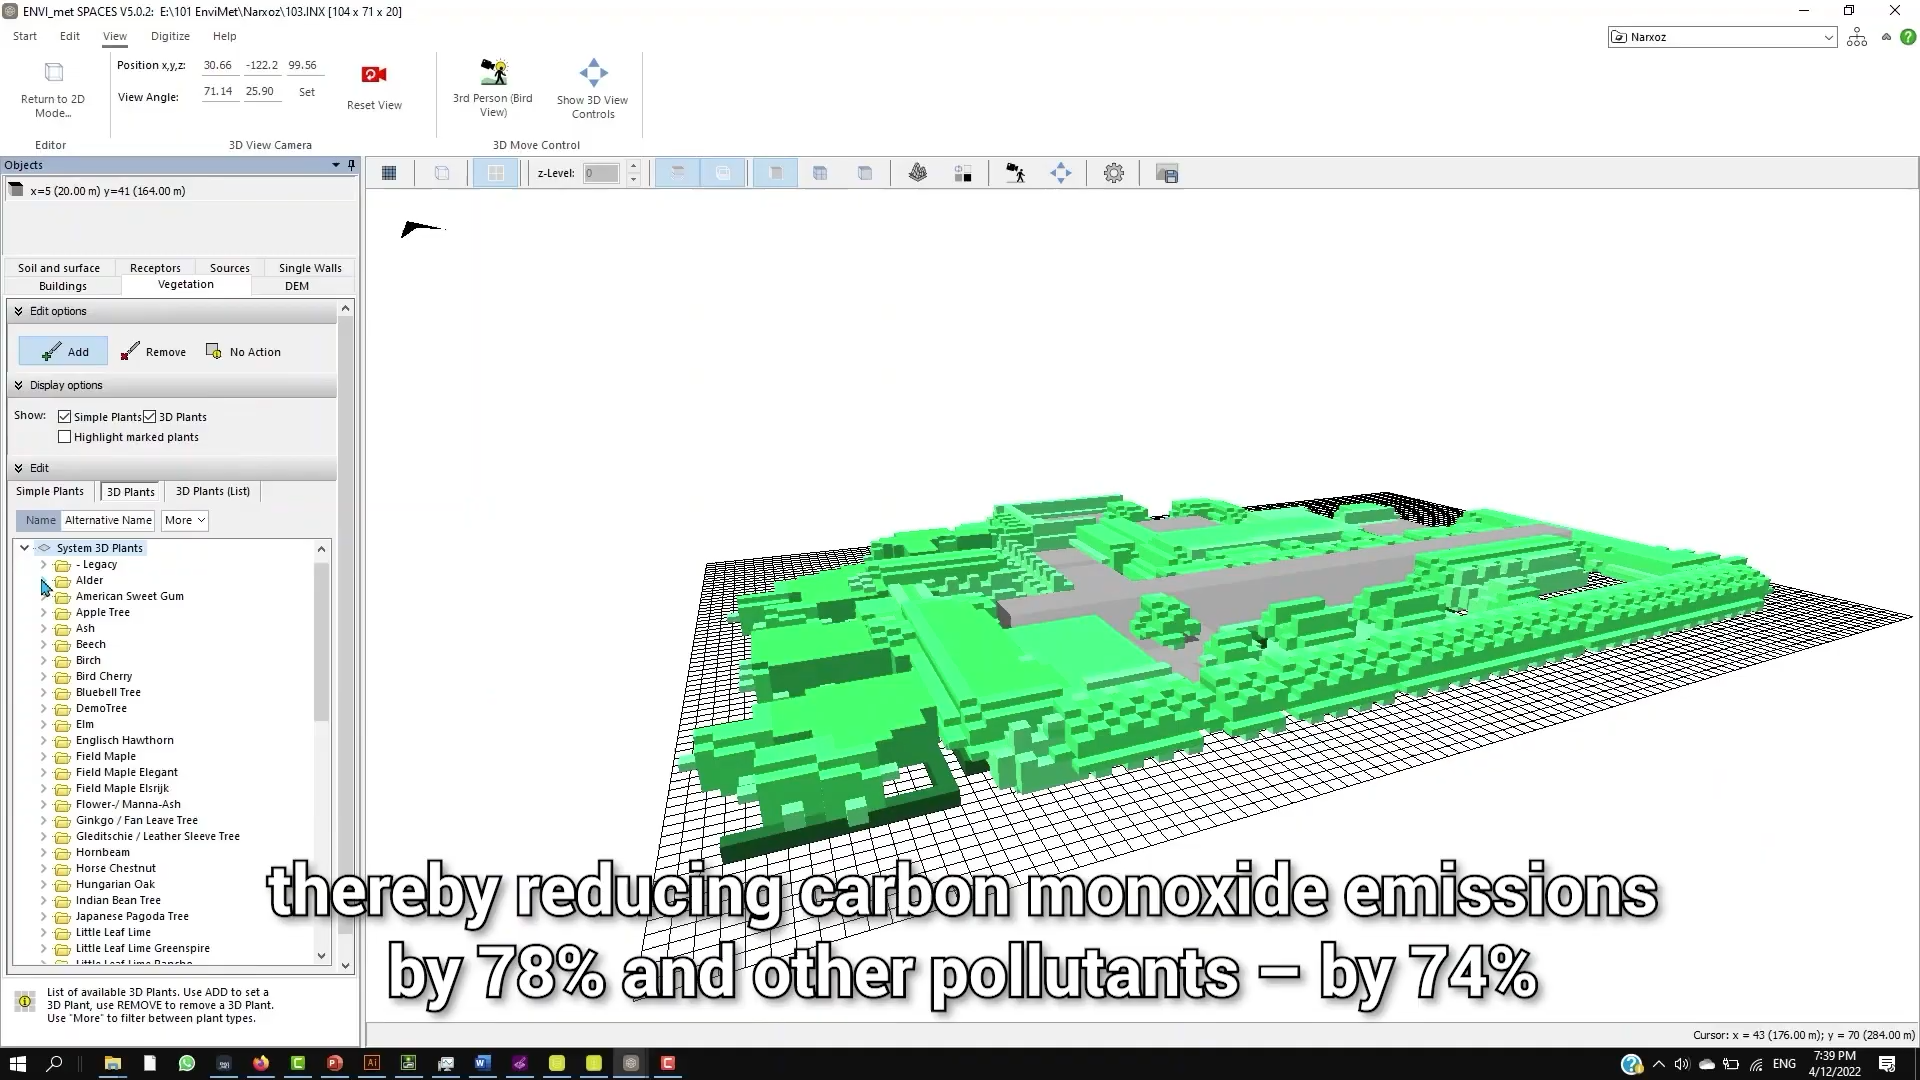 ENVI_met SPACES V5.0.2: E:\101 EnviMet\Narxoz\103.INX [104 x 71 x 20]
Start Edit View Digitize Help
Narxoz
Return to 2D
Mode...
Editor
Position x,y,z: 30.66 -122.2 99.56
View Angle: 71.14 25.90 Set
Reset View
3D View Camera
3rd Person (Bird
View)
Show 3D View
Controls
3D Move Control
Objects
z-Level: 0
x=5 (20.00 m) y=41 (164.00 m)
Soil and surface Receptors Sources Single Walls
Buildings Vegetation DEM
Edit options
Add Remove No Action
Display options
Show: Simple Plants 3D Plants
Highlight marked plants
Edit
Simple Plants 3D Plants 3D Plants (List)
Name Alternative Name More
System 3D Plants
- Legacy
Alder
American Sweet Gum
Apple Tree
Ash
Beech
Birch
Bird Cherry
Bluebell Tree
DemoTree
Elm
Englisch Hawthorn
Field Maple
Field Maple Elegant
Field Maple Elsrijk
Flower-/ Manna-Ash
Ginkgo / Fan Leave Tree
Gleditschie / Leather Sleeve Tree
Hornbeam
Horse Chestnut
Hungarian Oak
Indian Bean Tree
Japanese Pagoda Tree
Little Leaf Lime
Little Leaf Lime Greenspire
thereby reducing carbon monoxide emissions
by 78% and other pollutants — by 74%
List of available 3D Plants. Use ADD to set a
3D Plant, use REMOVE to remove a 3D Plant.
Use "More" to filter between plant types.
Cursor: x = 43 (176.00 m); y = 70 (284.00 m)
ENG
7:39 PM
4/12/2022